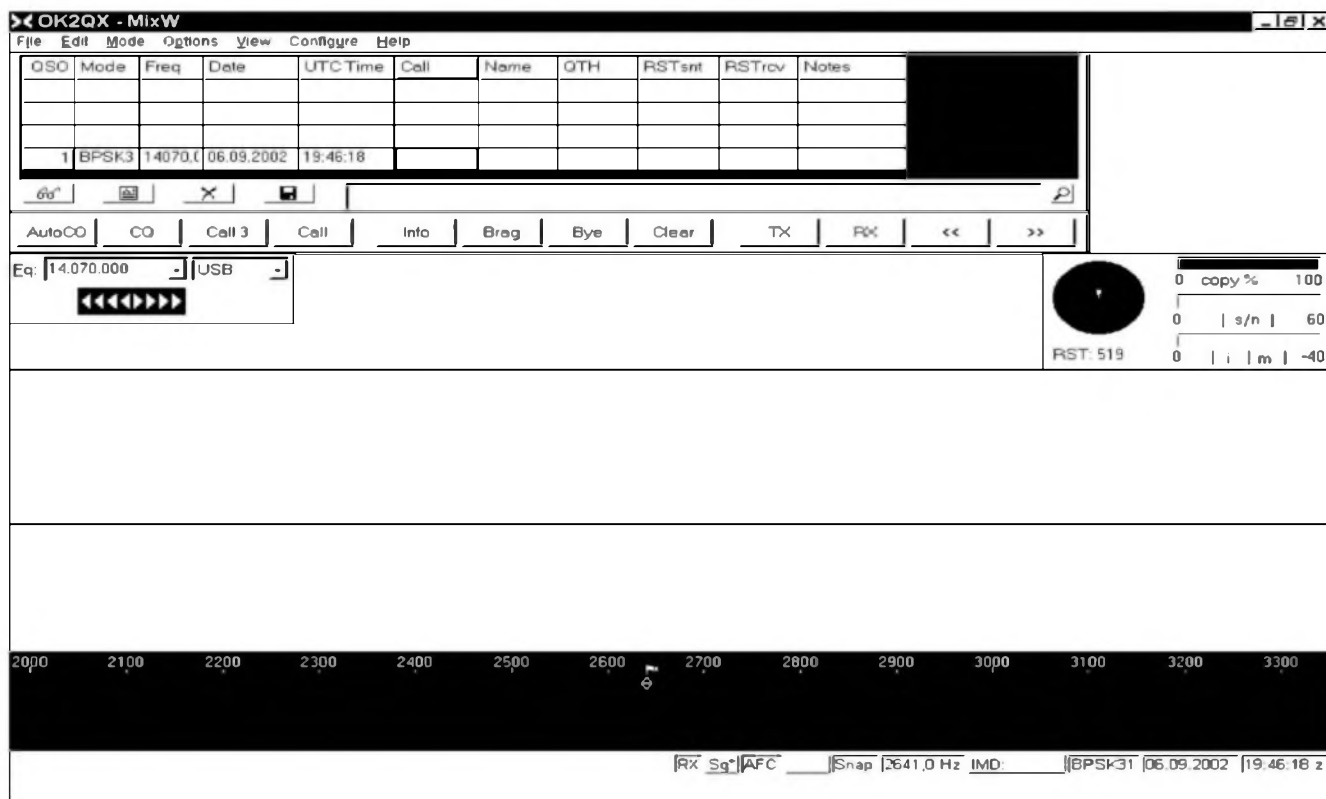 OK2QX - MixW
File Edit Mode Options View Configure Help
QSO Mode Freq Date UTC Time Call Name QTH RSTsnt RSTrcv Notes
1 BPSK3 14070,( 06.09.2002 19:46:18
AutoCQ CQ Call 3 Call Info Brag Bye Clear TX RX << >>
Eq: 14.070.000 USB
0 copy % 100
0 | s/n | 60
RST: 519 0 | i | m | -40
2000 2100 2200 2300 2400 2500 2600 2700 2800 2900 3000 3100 3200 3300
RX Sq* AFC Snap 2641,0 Hz IMD: BPSK31 06.09.2002 19:46:18 z